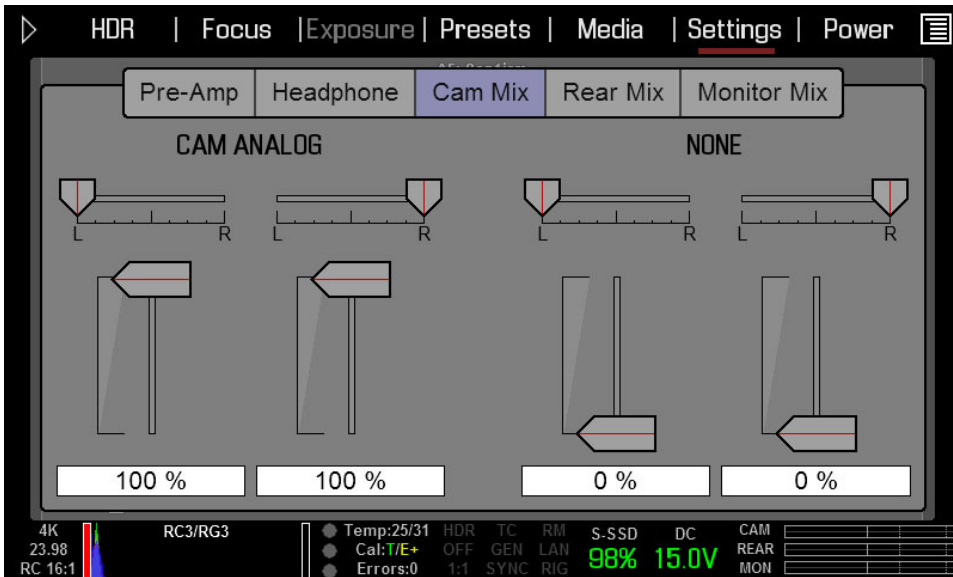 HDR | Focus | Exposure | Presets | Media | Settings | Power
Pre-Amp Headphone Cam Mix Rear Mix Monitor Mix
CAM ANALOG NONE
L R L R L R L R
100 % 100 % 0 % 0 %
4K RC3/RG3 Temp:25/31 HDR TC RM S-SSD DC CAM
23.98 Cal:T/E+ OFF GEN LAN 98% 15.0V REAR
RC 16:1 Errors:0 1:1 SYNC RIG MON